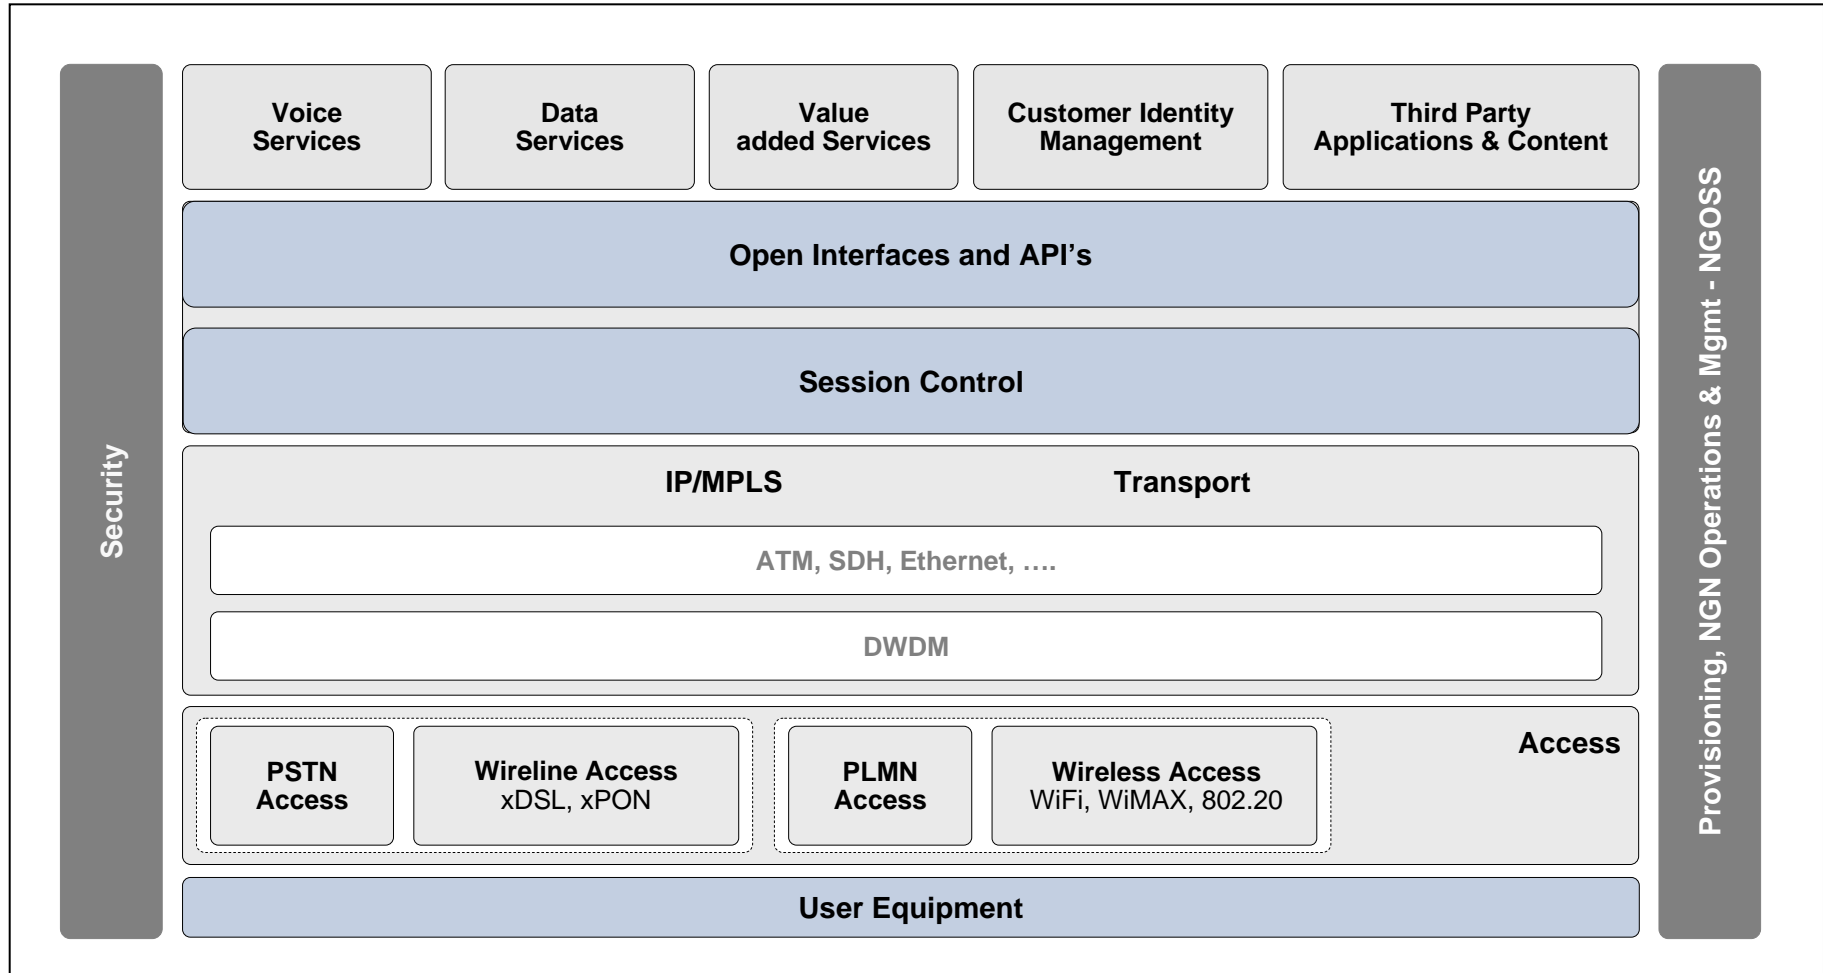 Voice
Services
Data
Services
Value
added Services
Customer Identity
Management
Third Party
Applications & Content
Open Interfaces and API’s
Session Control
Security
Provisioning, NGN Operations & Mgmt - NGOSS
IP/MPLS
Transport
ATM, SDH, Ethernet, ....
DWDM
PSTN
Access
Wireline Access
xDSL, xPON
PLMN
Access
Wireless Access
WiFi, WiMAX, 802.20
Access
User Equipment